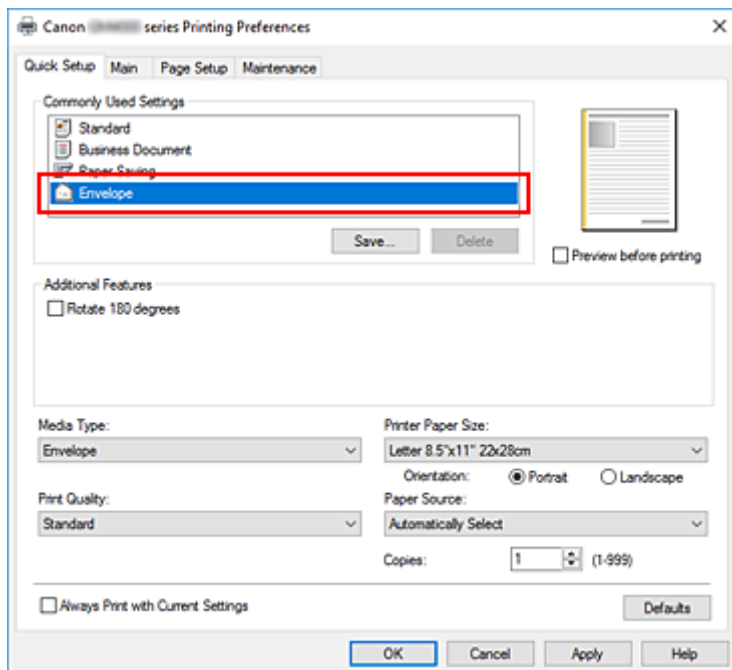 Canon series Printing Preferences
Quick Setup Main Page Setup Maintenance
Commonly Used Settings
Standard
Business Document
Paper Saving
Envelope
Save... Delete
Preview before printing
Additional Features
Rotate 180 degrees
Media Type: Printer Paper Size:
Envelope Letter 8.5"x11" 22x28cm
Orientation: Portrait Landscape
Print Quality: Paper Source:
Standard Automatically Select
Copies: 1 (1-999)
Always Print with Current Settings Defaults
OK Cancel Apply Help